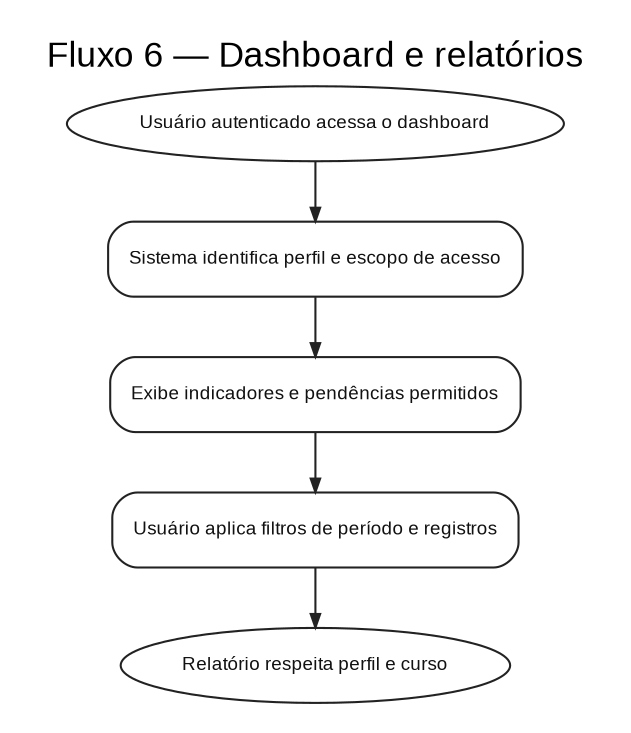 Fluxo 6 — Dashboard e relatórios
Usuário autenticado acessa o dashboard
Sistema identifica perfil e escopo de acesso
Exibe indicadores e pendências permitidos
Usuário aplica filtros de período e registros
Relatório respeita perfil e curso